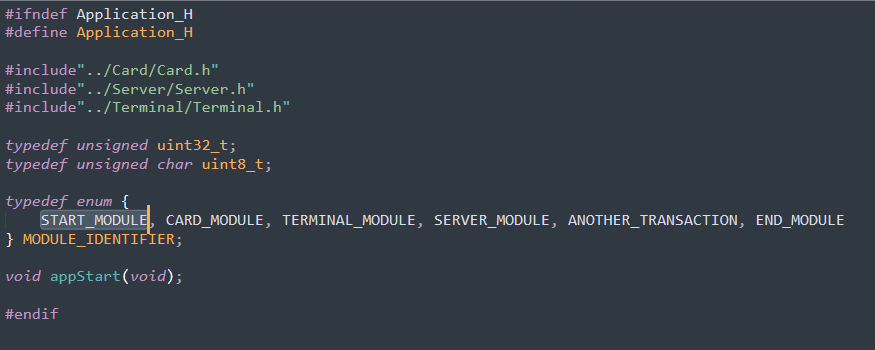 #ifndef Application_H
#define Application_H
#include"../Card/Card.h"
#include"../Server/Server.h"
#include"../Terminal/Terminal.h"
typedef unsigned uint32_t;
typedef unsigned char uint8_t;
typedef enum {
START_MODULE, CARD_MODULE, TERMINAL_MODULE, SERVER_MODULE, ANOTHER_TRANSACTION, END_MODULE
} MODULE_IDENTIFIER;
void appStart(void);
#endif